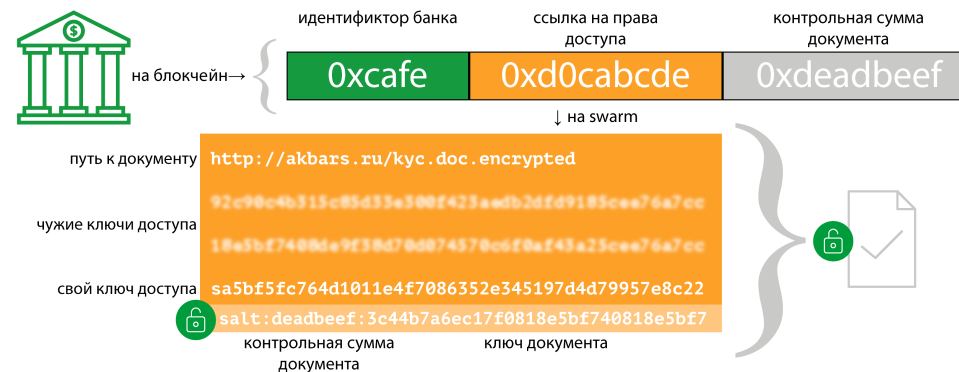 идентификтор банка
ссылка на права
доступа
контрольная сумма
документа
на блокчейн→
0xcafe
0xd0cabcde
0xdeadbeef
↓ на swarm
путь к документу
http://akbars.ru/kyc.doc.encrypted
92c90c4b315c85d33e300f423aedb2dfd9185cee76a7cc
чужие ключи доступа
18e5bf7408de9f38d70d074570c6f0af43a25cee76a7cc
свой ключ доступа
sa5bf5fc764d1011e4f7086352e345197d4d79957e8c22
salt:deadbeef:3c44b7a6ec17f0818e5bf740818e5bf7
контрольная сумма
документа
ключ документа